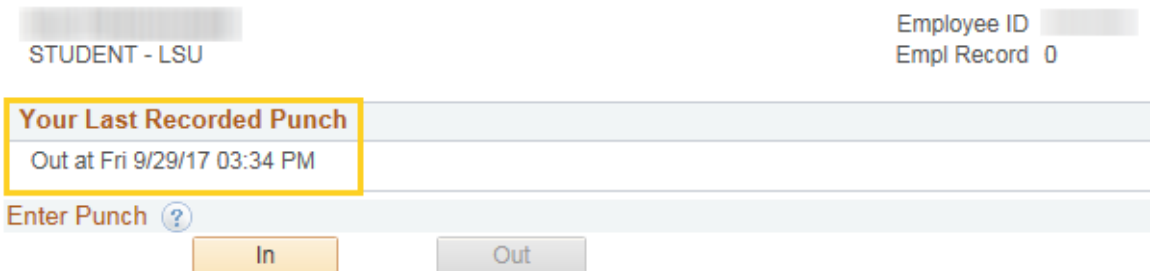 Employee ID
STUDENT - LSU
Empl Record 0
Your Last Recorded Punch
Out at Fri 9/29/17 03:34 PM
Enter Punch ?
In Out